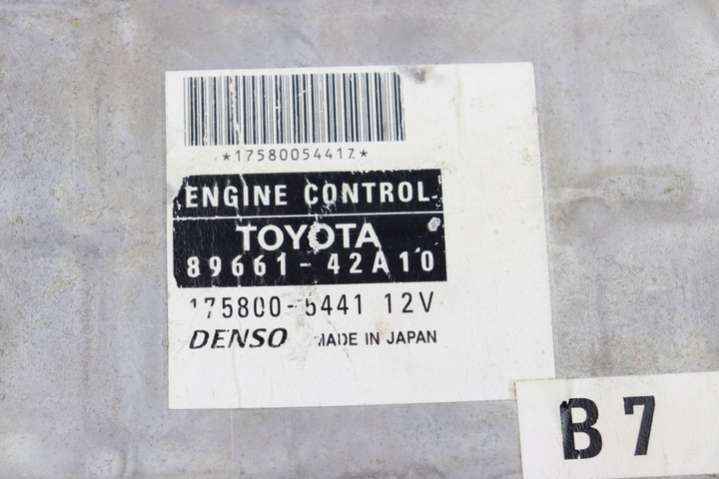 *17580054417*
ENGINE CONTROL
TOYOTA
89661-42A10
175800-5441 12V
DENSO MADE IN JAPAN
B7